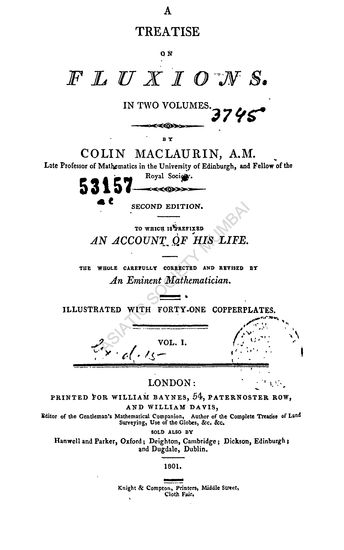 A
TREATISE
ON
FLUXIONS.
IN TWO VOLUMES.
3745
BY
COLIN MACLAURIN, A.M.
Late Professor of Mathematics in the University of Edinburgh, and Fellow of the
Royal Society.
53157
SECOND EDITION.
TO WHICH IS PREFIXED
AN ACCOUNT OF HIS LIFE.
THE WHOLE CAREFULLY CORRECTED AND REVISED BY
An Eminent Mathematician.
ILLUSTRATED WITH FORTY-ONE COPPERPLATES.
ASIATIC SOCIETY MUMBAI
VOL. I.
LONDON:
PRINTED FOR WILLIAM BAYNES, 54, PATERNOSTER ROW,
AND WILLIAM DAVIS,
Editor of the Gentleman's Mathematical Companion, Author of the Complete Treatise of Land
Surveying, Use of the Globes, &c. &c.
SOLD ALSO BY
Hanwell and Parker, Oxford; Deighton, Cambridge; Dickson, Edinburgh;
and Dugdale, Dublin.
1801.
Knight & Compton, Printers, Middle Street,
Cloth Fair.